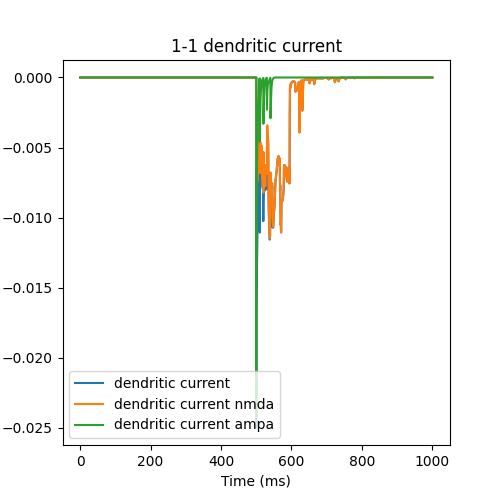 1-1 dendritic current
0.000
−0.005
−0.010
−0.015
−0.020
−0.025
dendritic current
dendritic current nmda
dendritic current ampa
0 200 400 600 800 1000
Time (ms)